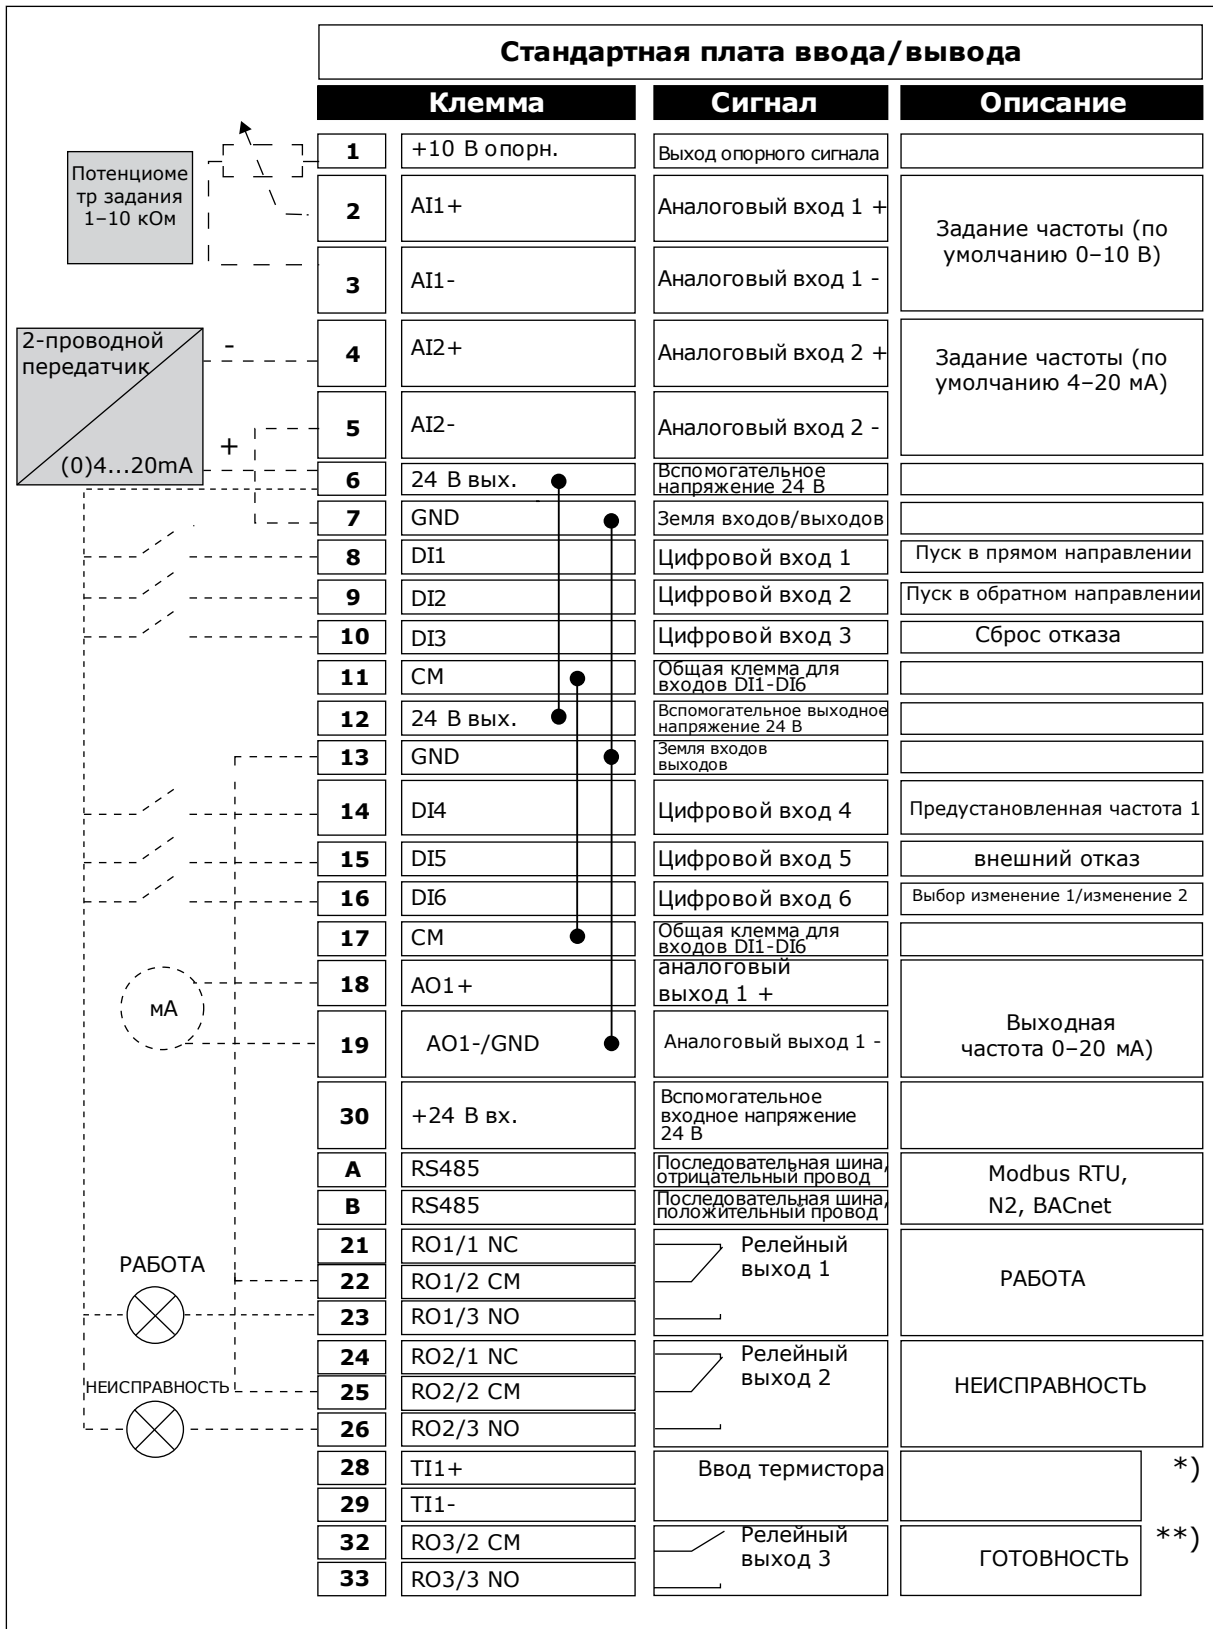 Стандартная плата ввода/вывода
Клемма Сигнал Описание
Потенциоме
тр задания
1–10 кОм
1 +10 В опорн. Выход опорного сигнала
2 AI1+ Аналоговый вход 1 +
3 AI1- Аналоговый вход 1 -
Задание частоты (по
умолчанию 0–10 В)
2-проводной
передатчик
-
+
(0)4...20mA
4 AI2+ Аналоговый вход 2 +
5 AI2- Аналоговый вход 2 -
Задание частоты (по
умолчанию 4–20 мА)
6 24 В вых. Вспомогательное
напряжение 24 В
7 GND Земля входов/выходов
8 DI1 Цифровой вход 1 Пуск в прямом направлении
9 DI2 Цифровой вход 2 Пуск в обратном направлении
10 DI3 Цифровой вход 3 Сброс отказа
11 CM Общая клемма для
входов DI1-DI6
12 24 В вых. Вспомогательное выходное
напряжение 24 В
13 GND Земля входов
выходов
14 DI4 Цифровой вход 4 Предустановленная частота 1
15 DI5 Цифровой вход 5 внешний отказ
16 DI6 Цифровой вход 6 Выбор изменение 1/изменение 2
17 CM Общая клемма для
входов DI1-DI6
мА
18 AO1+ аналоговый
выход 1 +
19 AO1-/GND Аналоговый выход 1 -
Выходная
частота 0–20 мА)
30 +24 В вх. Вспомогательное
входное напряжение
24 В
A RS485 Последовательная шина,
отрицательный провод
B RS485 Последовательная шина,
положительный провод
Modbus RTU,
N2, BACnet
РАБОТА
21 RO1/1 NC Релейный
выход 1
22 RO1/2 CM РАБОТА
23 RO1/3 NO
НЕИСПРАВНОСТЬ
24 RO2/1 NC Релейный
выход 2
25 RO2/2 CM НЕИСПРАВНОСТЬ
26 RO2/3 NO
28 TI1+ Ввод термистора *)
29 TI1-
32 RO3/2 CM Релейный
выход 3
ГОТОВНОСТЬ **)
33 RO3/3 NO